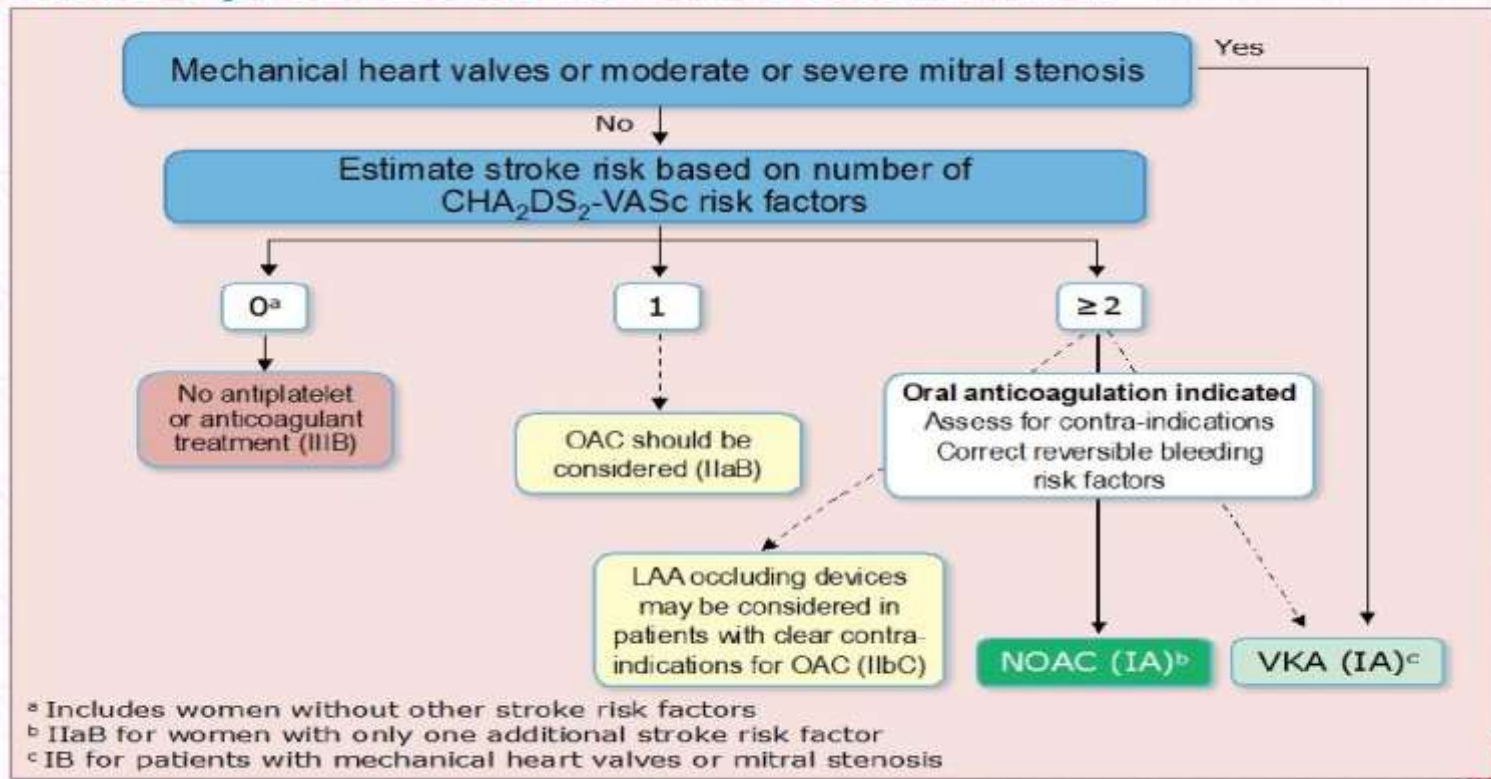 Mechanical heart valves or moderate or severe mitral stenosis
Yes
No
Estimate stroke risk based on number of
CHA₂DS₂-VASc risk factors
0ᵃ
1
≥ 2
No antiplatelet
or anticoagulant
treatment (IIIB)
OAC should be
considered (IIaB)
Oral anticoagulation indicated
Assess for contra-indications
Correct reversible bleeding
risk factors
LAA occluding devices
may be considered in
patients with clear contra-
indications for OAC (IIbC)
NOAC (IA)ᵇ
VKA (IA)ᶜ
ᵃ Includes women without other stroke risk factors
ᵇ IIaB for women with only one additional stroke risk factor
ᶜ IB for patients with mechanical heart valves or mitral stenosis